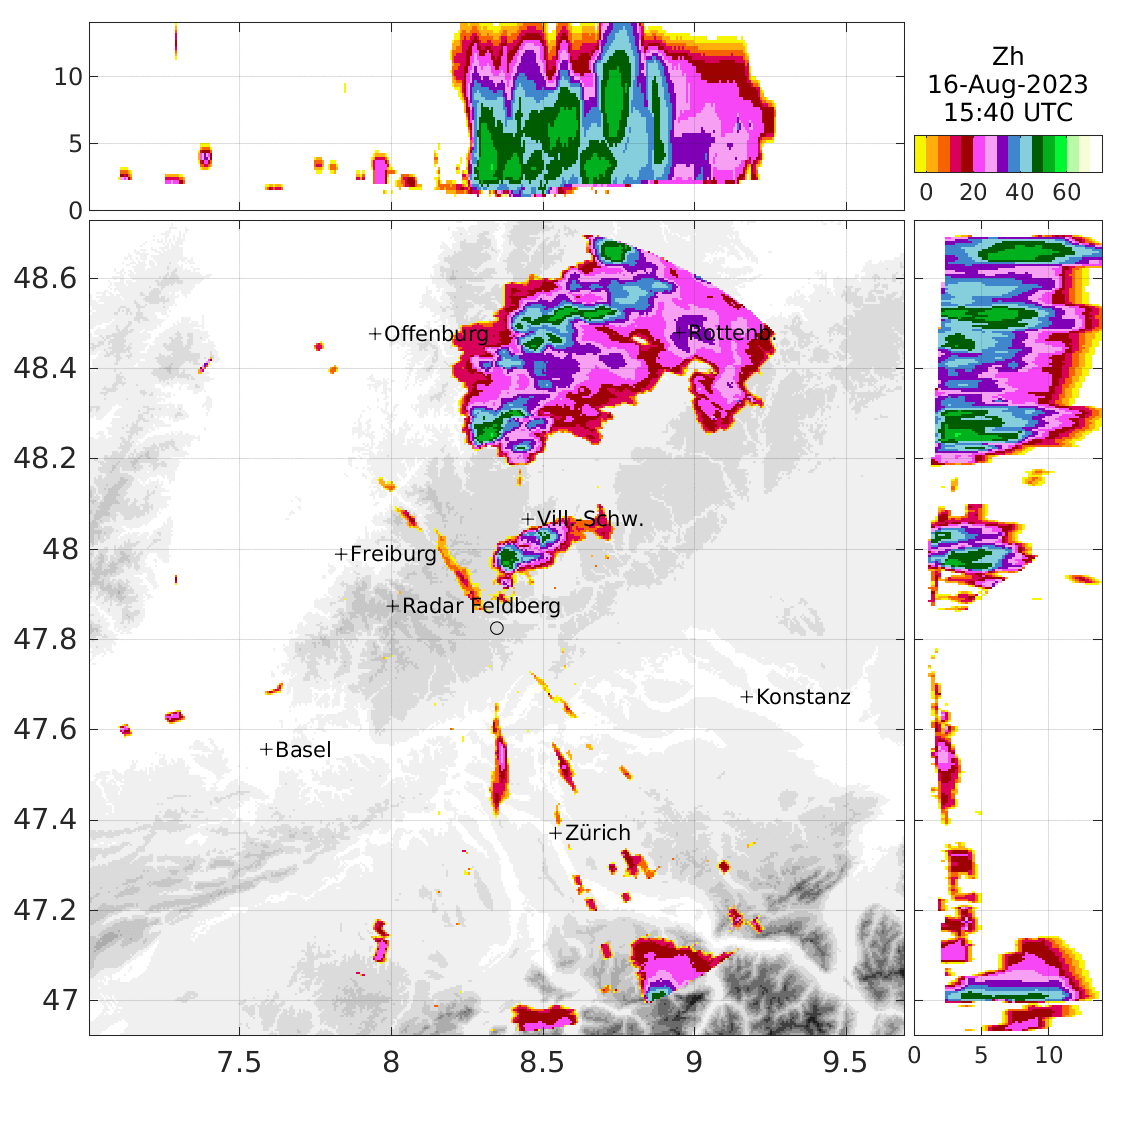 Zh
16-Aug-2023
15:40 UTC
0 20 40 60
10
5
0
48.6
48.4
48.2
48
47.8
47.6
47.4
47.2
47
Offenburg
Rottenb.
Vill.-Schw.
Freiburg
Radar Feldberg
Konstanz
Basel
Zürich
7.5 8 8.5 9 9.5
0 5 10